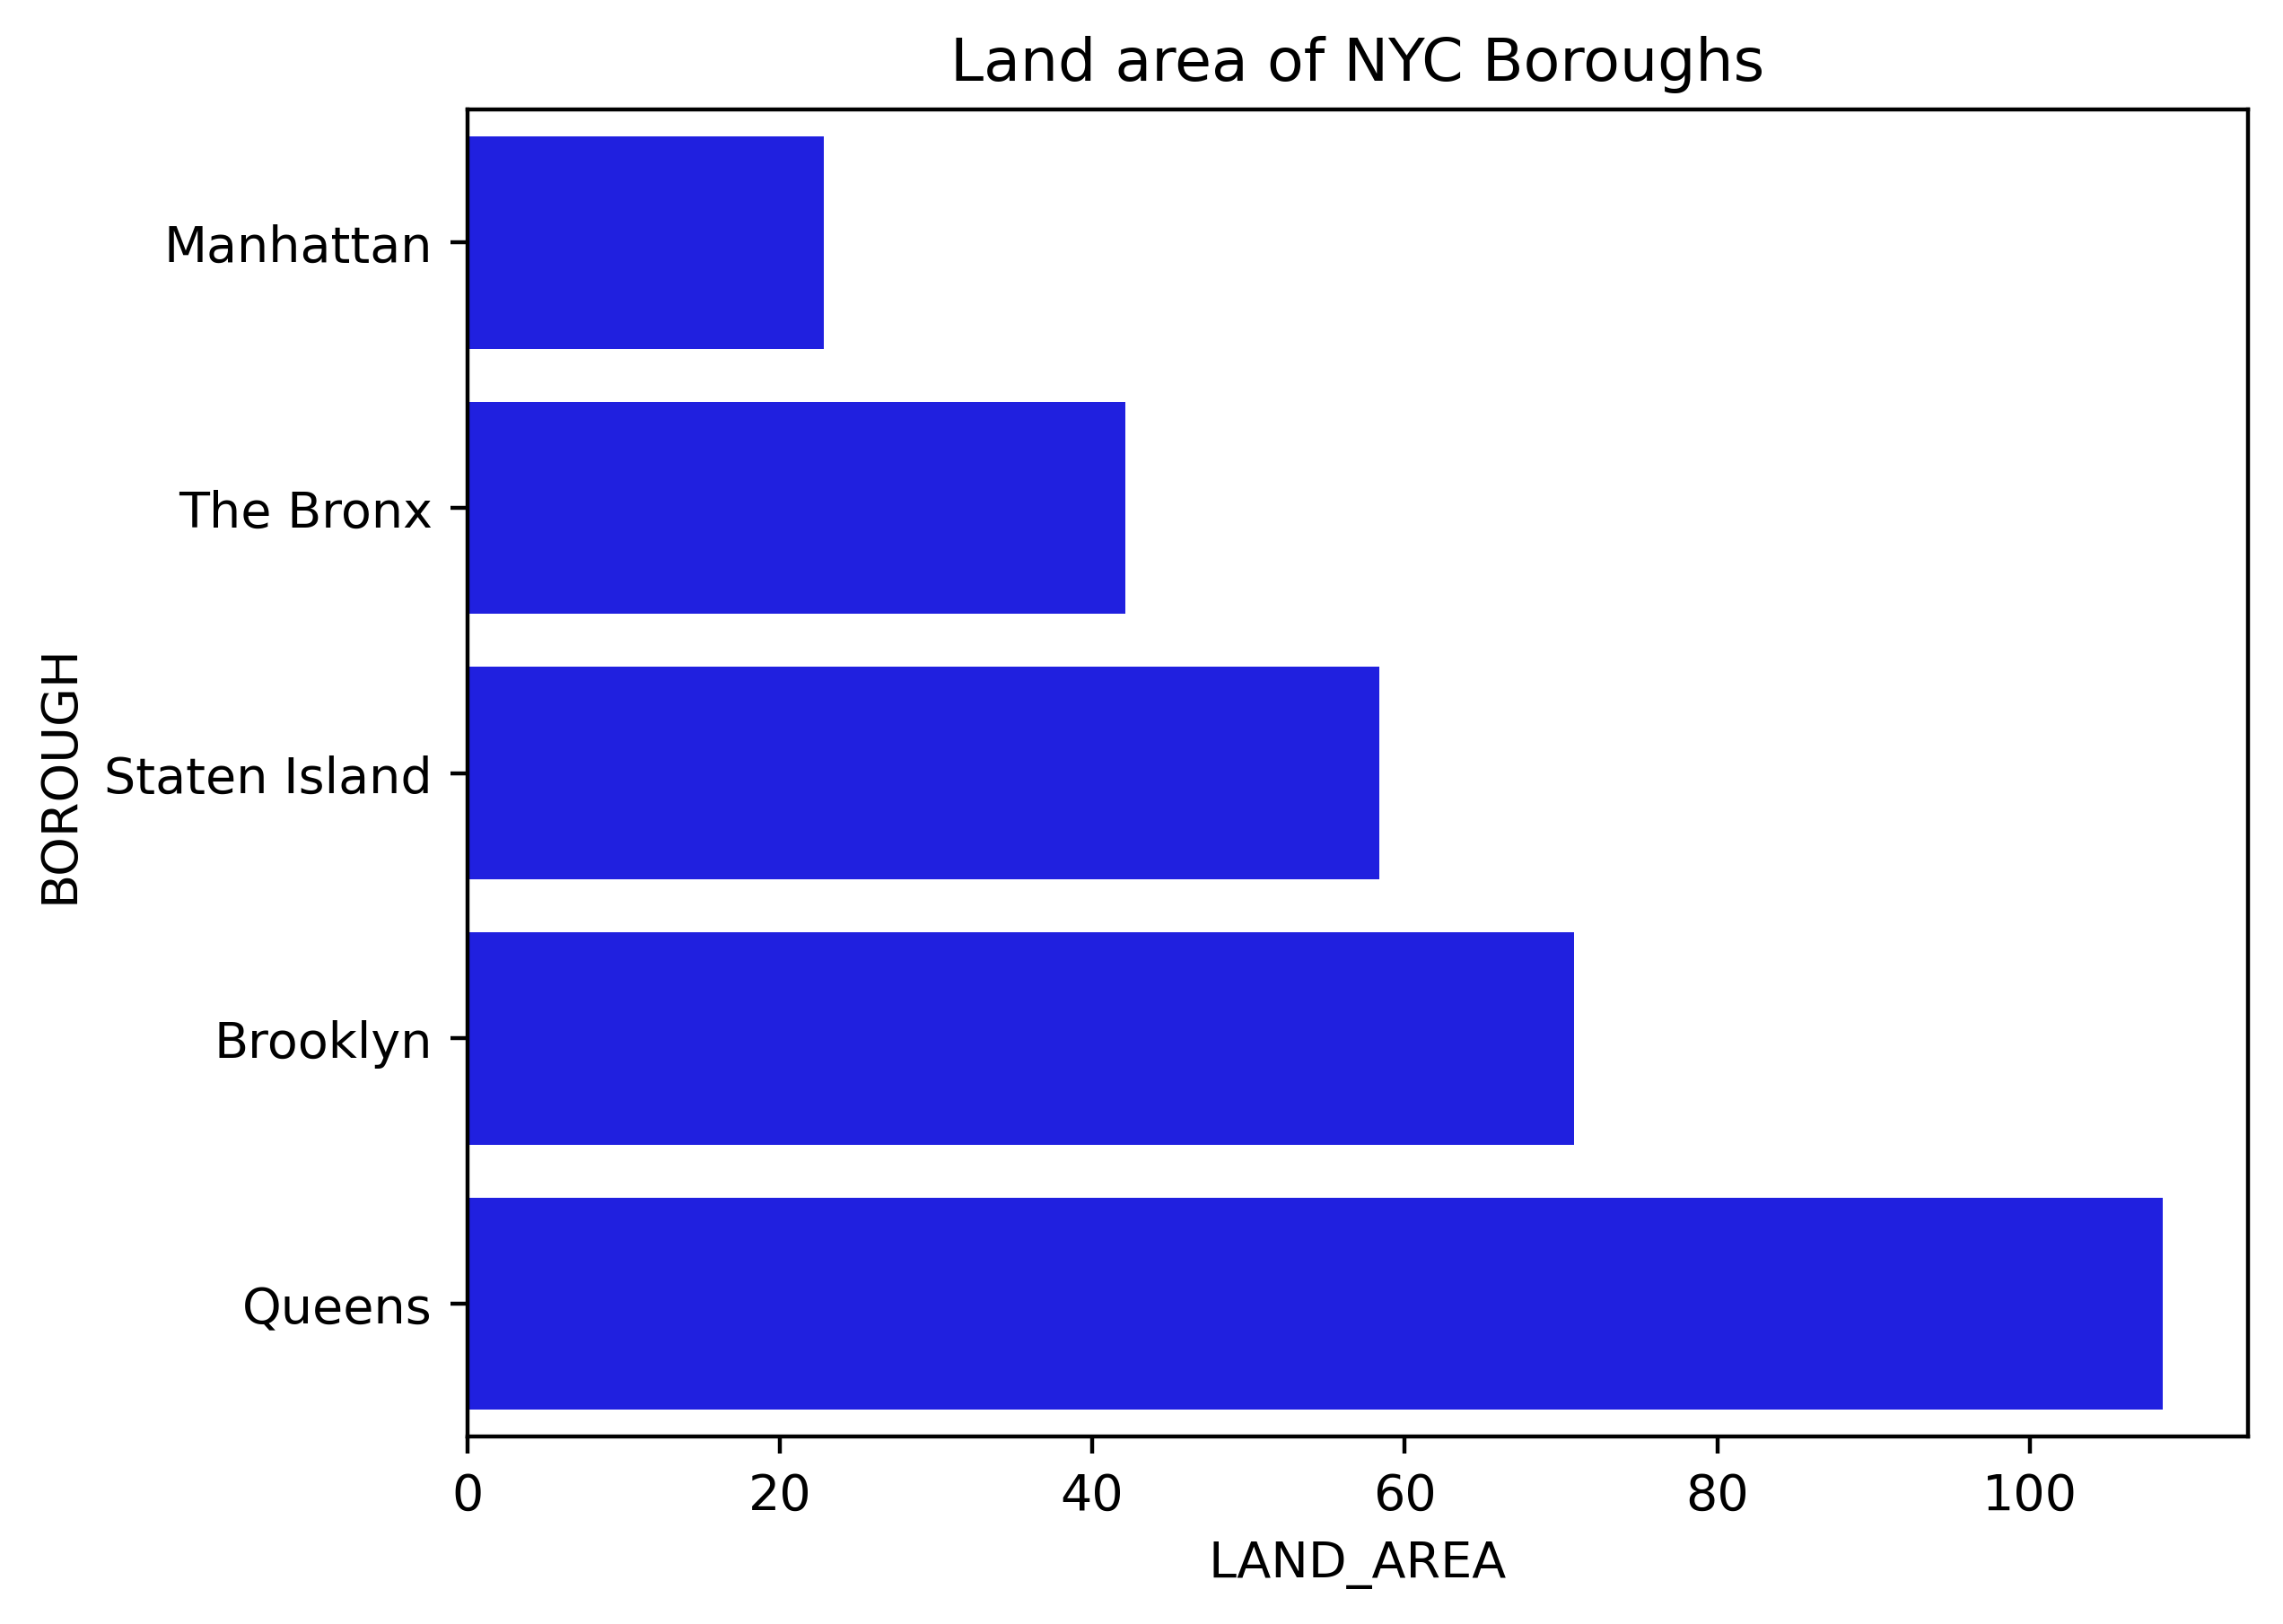 Land area of NYC Boroughs
BOROUGH
Manhattan
The Bronx
Staten Island
Brooklyn
Queens
0 20 40 60 80 100
LAND_AREA